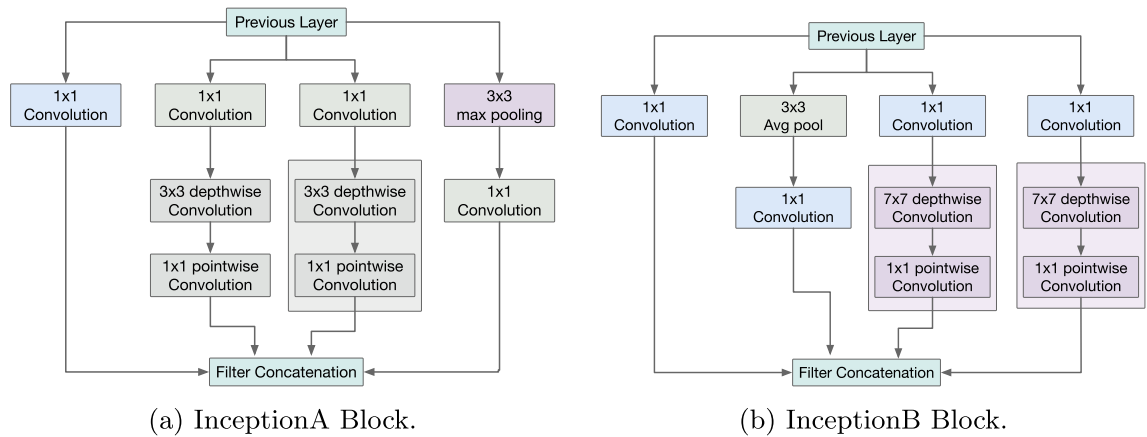 Previous Layer
1x1
Convolution
1x1
Convolution
1x1
Convolution
3x3
max pooling
3x3 depthwise
Convolution
3x3 depthwise
Convolution
1x1
Convolution
1x1 pointwise
Convolution
1x1 pointwise
Convolution
Filter Concatenation
(a) InceptionA Block.
Previous Layer
1x1
Convolution
3x3
Avg pool
1x1
Convolution
1x1
Convolution
1x1
Convolution
7x7 depthwise
Convolution
7x7 depthwise
Convolution
1x1 pointwise
Convolution
1x1 pointwise
Convolution
Filter Concatenation
(b) InceptionB Block.